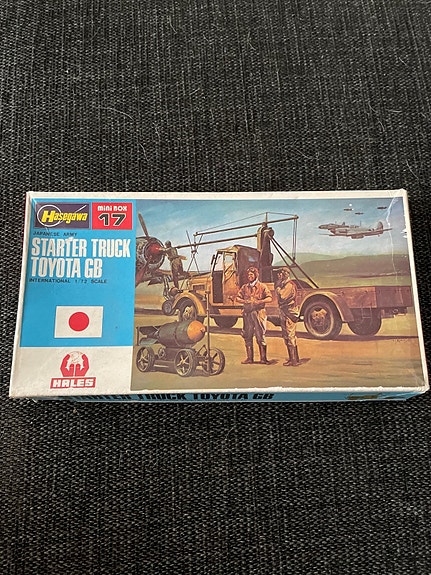 Hasegawa
mini BOX
17
JAPANESE ARMY
STARTER TRUCK
TOYOTA GB
INTERNATIONAL 1:72 SCALE
HALES
STARTER TRUCK TOYOTA GB